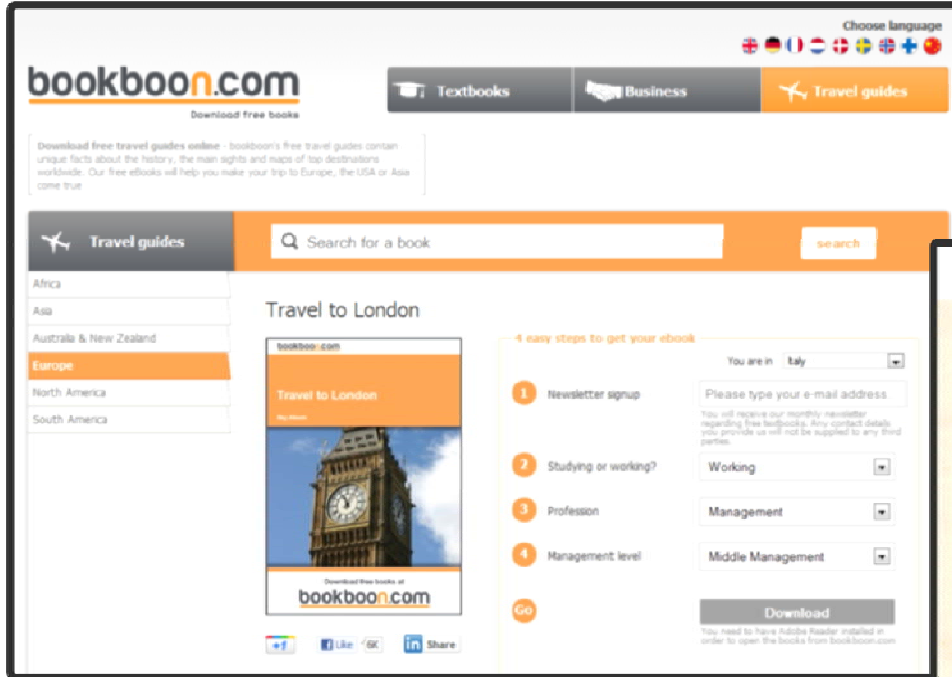 Choose language
bookboon.com
Download free books
Textbooks
Business
Travel guides
Download free travel guides online - bookboon's free travel guides contain
unique facts about the history, the main sights and maps of top destinations
worldwide. Our free eBooks will help you make your trip to Europe, the USA or Asia
come true
Travel guides
Search for a book
search
Africa
Asia
Australia & New Zealand
Europe
North America
South America
Travel to London
bookboon.com
Travel to London
Download free books at
bookboon.com
+1
Like 6K
in Share
4 easy steps to get your ebook
You are in Italy
1 Newsletter signup Please type your e-mail address
You will receive our monthly newsletter
regarding free textbooks. Any contact details
you provide us will not be supplied to any third
parties.
2 Studying or working? Working
3 Profession Management
4 Management level Middle Management
Go Download
You need to have Adobe Reader installed in
order to open the books from bookboon.com